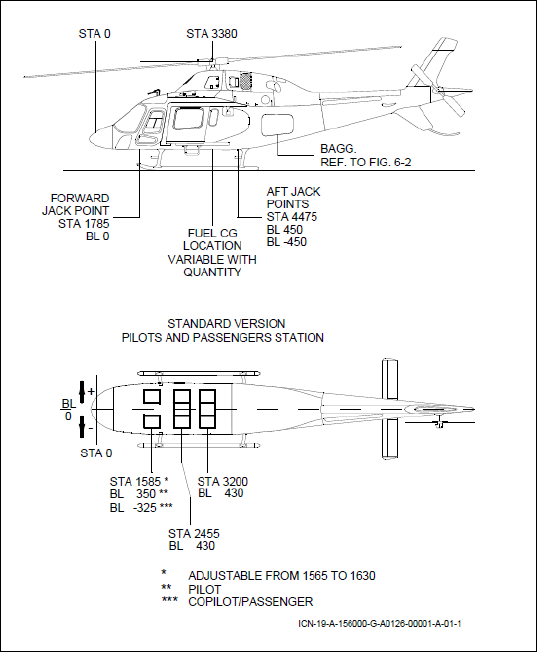 STA 0
STA 3380
BAGG.
REF. TO FIG. 6-2
FORWARD
JACK POINT
STA 1785
BL 0
FUEL CG
LOCATION
VARIABLE WITH
QUANTITY
AFT JACK
POINTS
STA 4475
BL 450
BL -450
STANDARD VERSION
PILOTS AND PASSENGERS STATION
+
BL
0
-
STA 0
STA 1585 *
BL 350 **
BL -325 ***
STA 3200
BL 430
STA 2455
BL 430
* ADJUSTABLE FROM 1565 TO 1630
** PILOT
*** COPILOT/PASSENGER
ICN-19-A-156000-G-A0126-00001-A-01-1